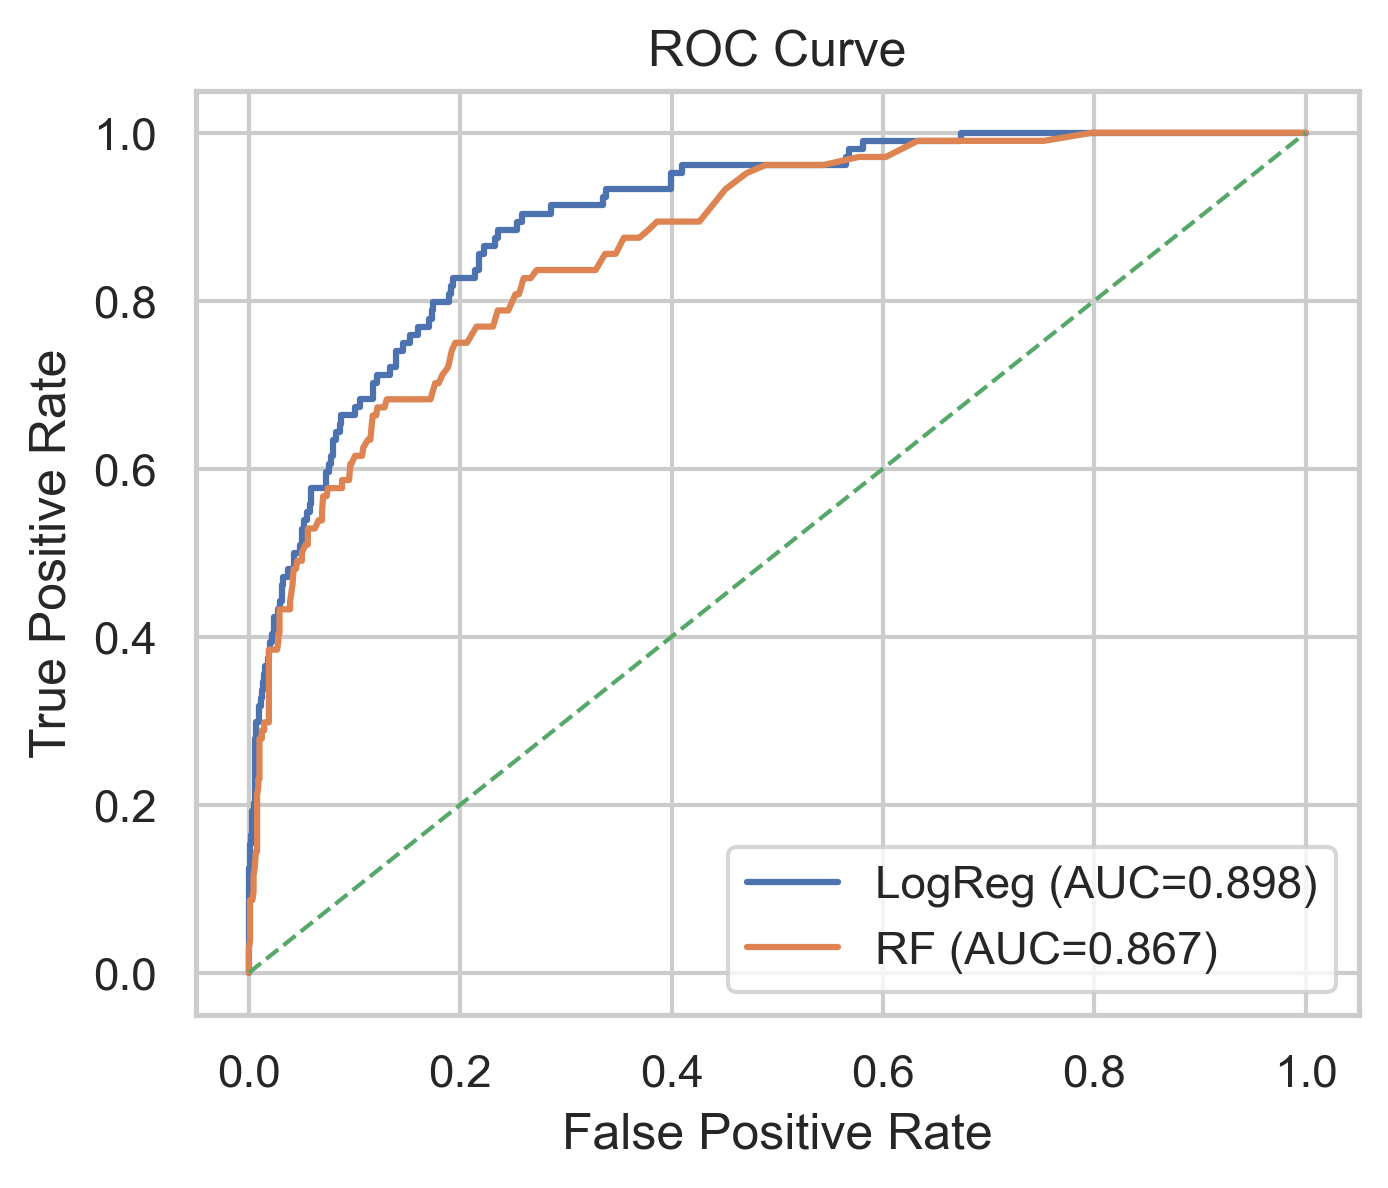 ROC Curve
True Positive Rate
1.0
0.8
0.6
0.4
0.2
0.0
LogReg (AUC=0.898)
RF (AUC=0.867)
0.0 0.2 0.4 0.6 0.8 1.0
False Positive Rate